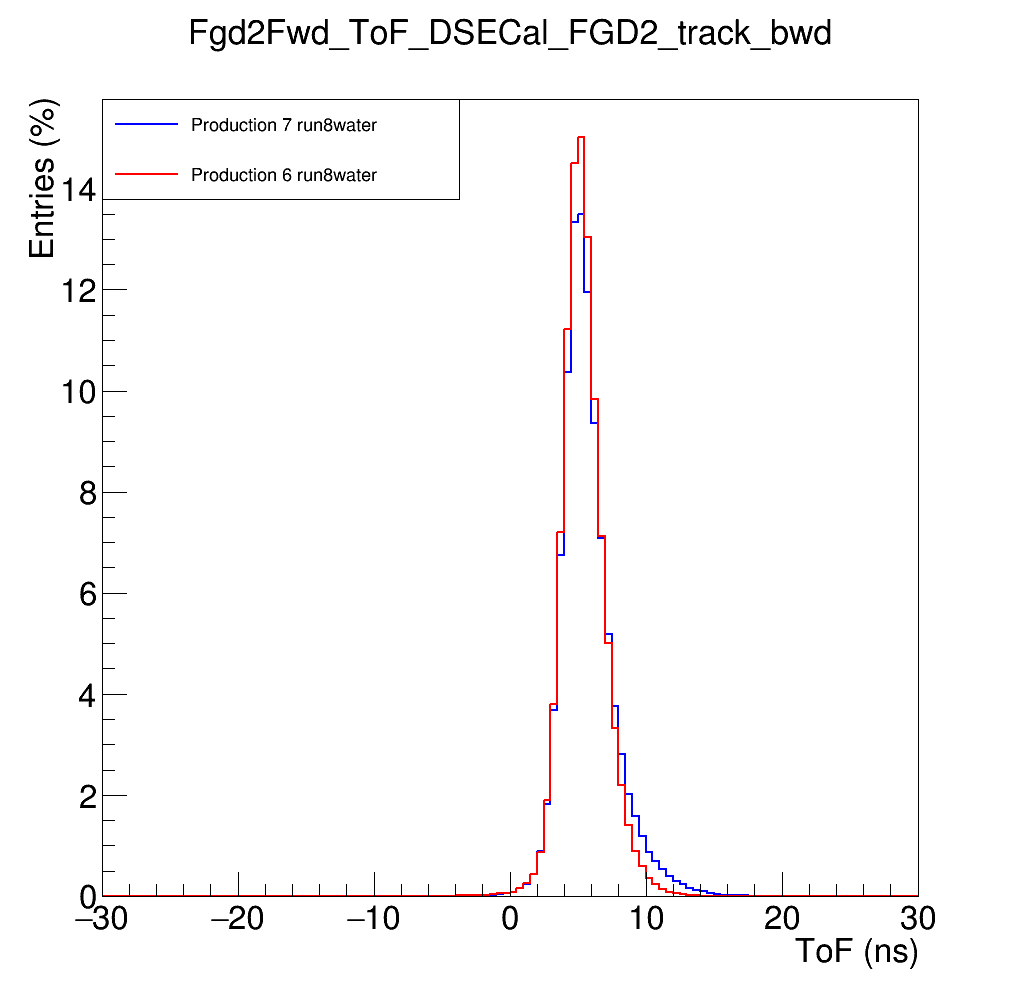 Fgd2Fwd_ToF_DSECal_FGD2_track_bwd
Entries (%)
Production 7 run8water
Production 6 run8water
14
12
10
8
6
4
2
0
−30 −20 −10 0 10 20 30
ToF (ns)